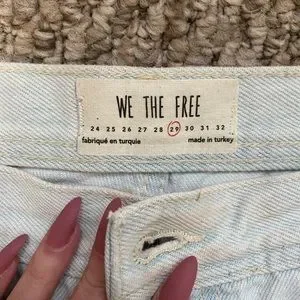 WE THE FREE
24 25 26 27 28 29 30 31 32
fabriqué en turquie made in turkey